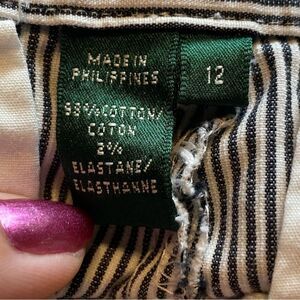 MADE IN
PHILIPPINES
98% COTTON/
COTON
2%
ELASTANE/
ELASTHANNE
12